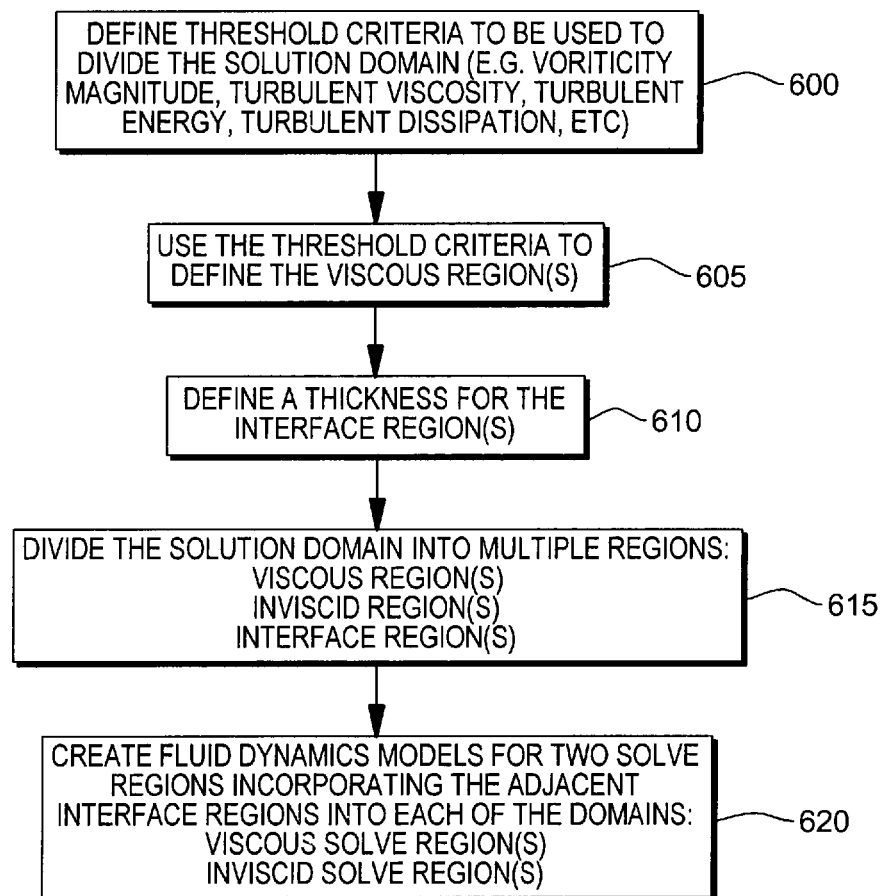 DEFINE THRESHOLD CRITERIA TO BE USED TO
DIVIDE THE SOLUTION DOMAIN (E.G. VORITICITY
MAGNITUDE, TURBULENT VISCOSITY, TURBULENT
ENERGY, TURBULENT DISSIPATION, ETC)
600
USE THE THRESHOLD CRITERIA TO
DEFINE THE VISCOUS REGION(S)
605
DEFINE A THICKNESS FOR THE
INTERFACE REGION(S)
610
DIVIDE THE SOLUTION DOMAIN INTO MULTIPLE REGIONS:
VISCOUS REGION(S)
INVISCID REGION(S)
INTERFACE REGION(S)
615
CREATE FLUID DYNAMICS MODELS FOR TWO SOLVE
REGIONS INCORPORATING THE ADJACENT
INTERFACE REGIONS INTO EACH OF THE DOMAINS:
VISCOUS SOLVE REGION(S)
INVISCID SOLVE REGION(S)
620